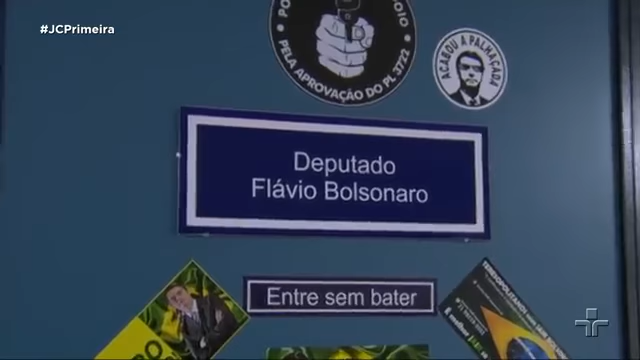 #JCPrimeira
PELA APROVAÇÃO DO PL 3722
ACABOU A PALHAÇADA
Deputado
Flávio Bolsonaro
Entre sem bater